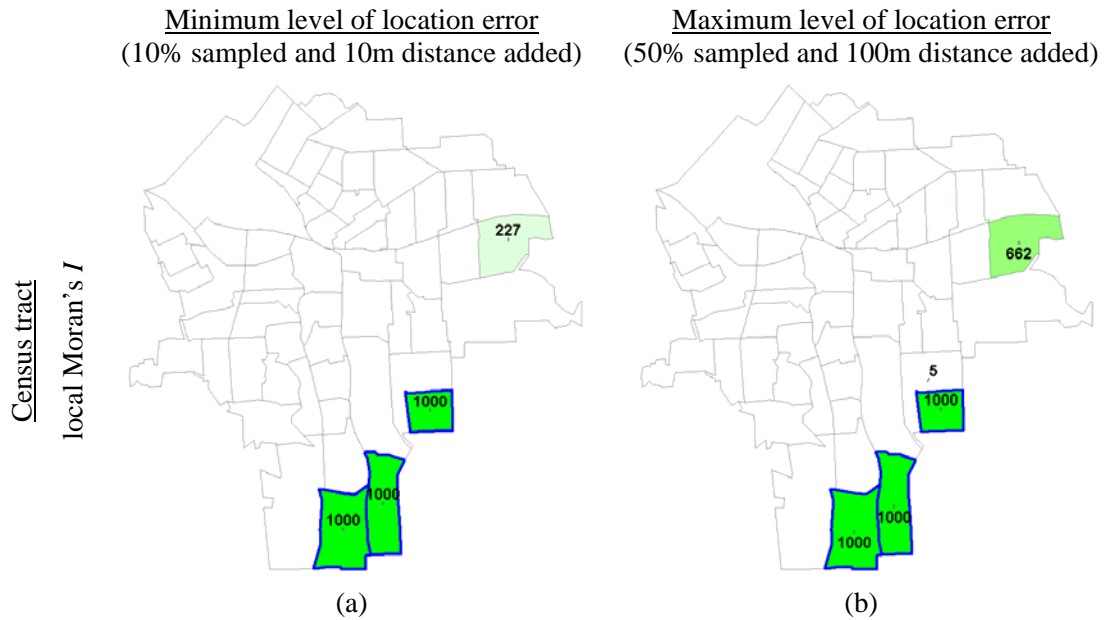 Minimum level of location error
(10% sampled and 10m distance added)
Maximum level of location error
(50% sampled and 100m distance added)
Census tract
local Moran's I
227
1000
1000
1000
(a)
662
5
1000
1000
1000
(b)